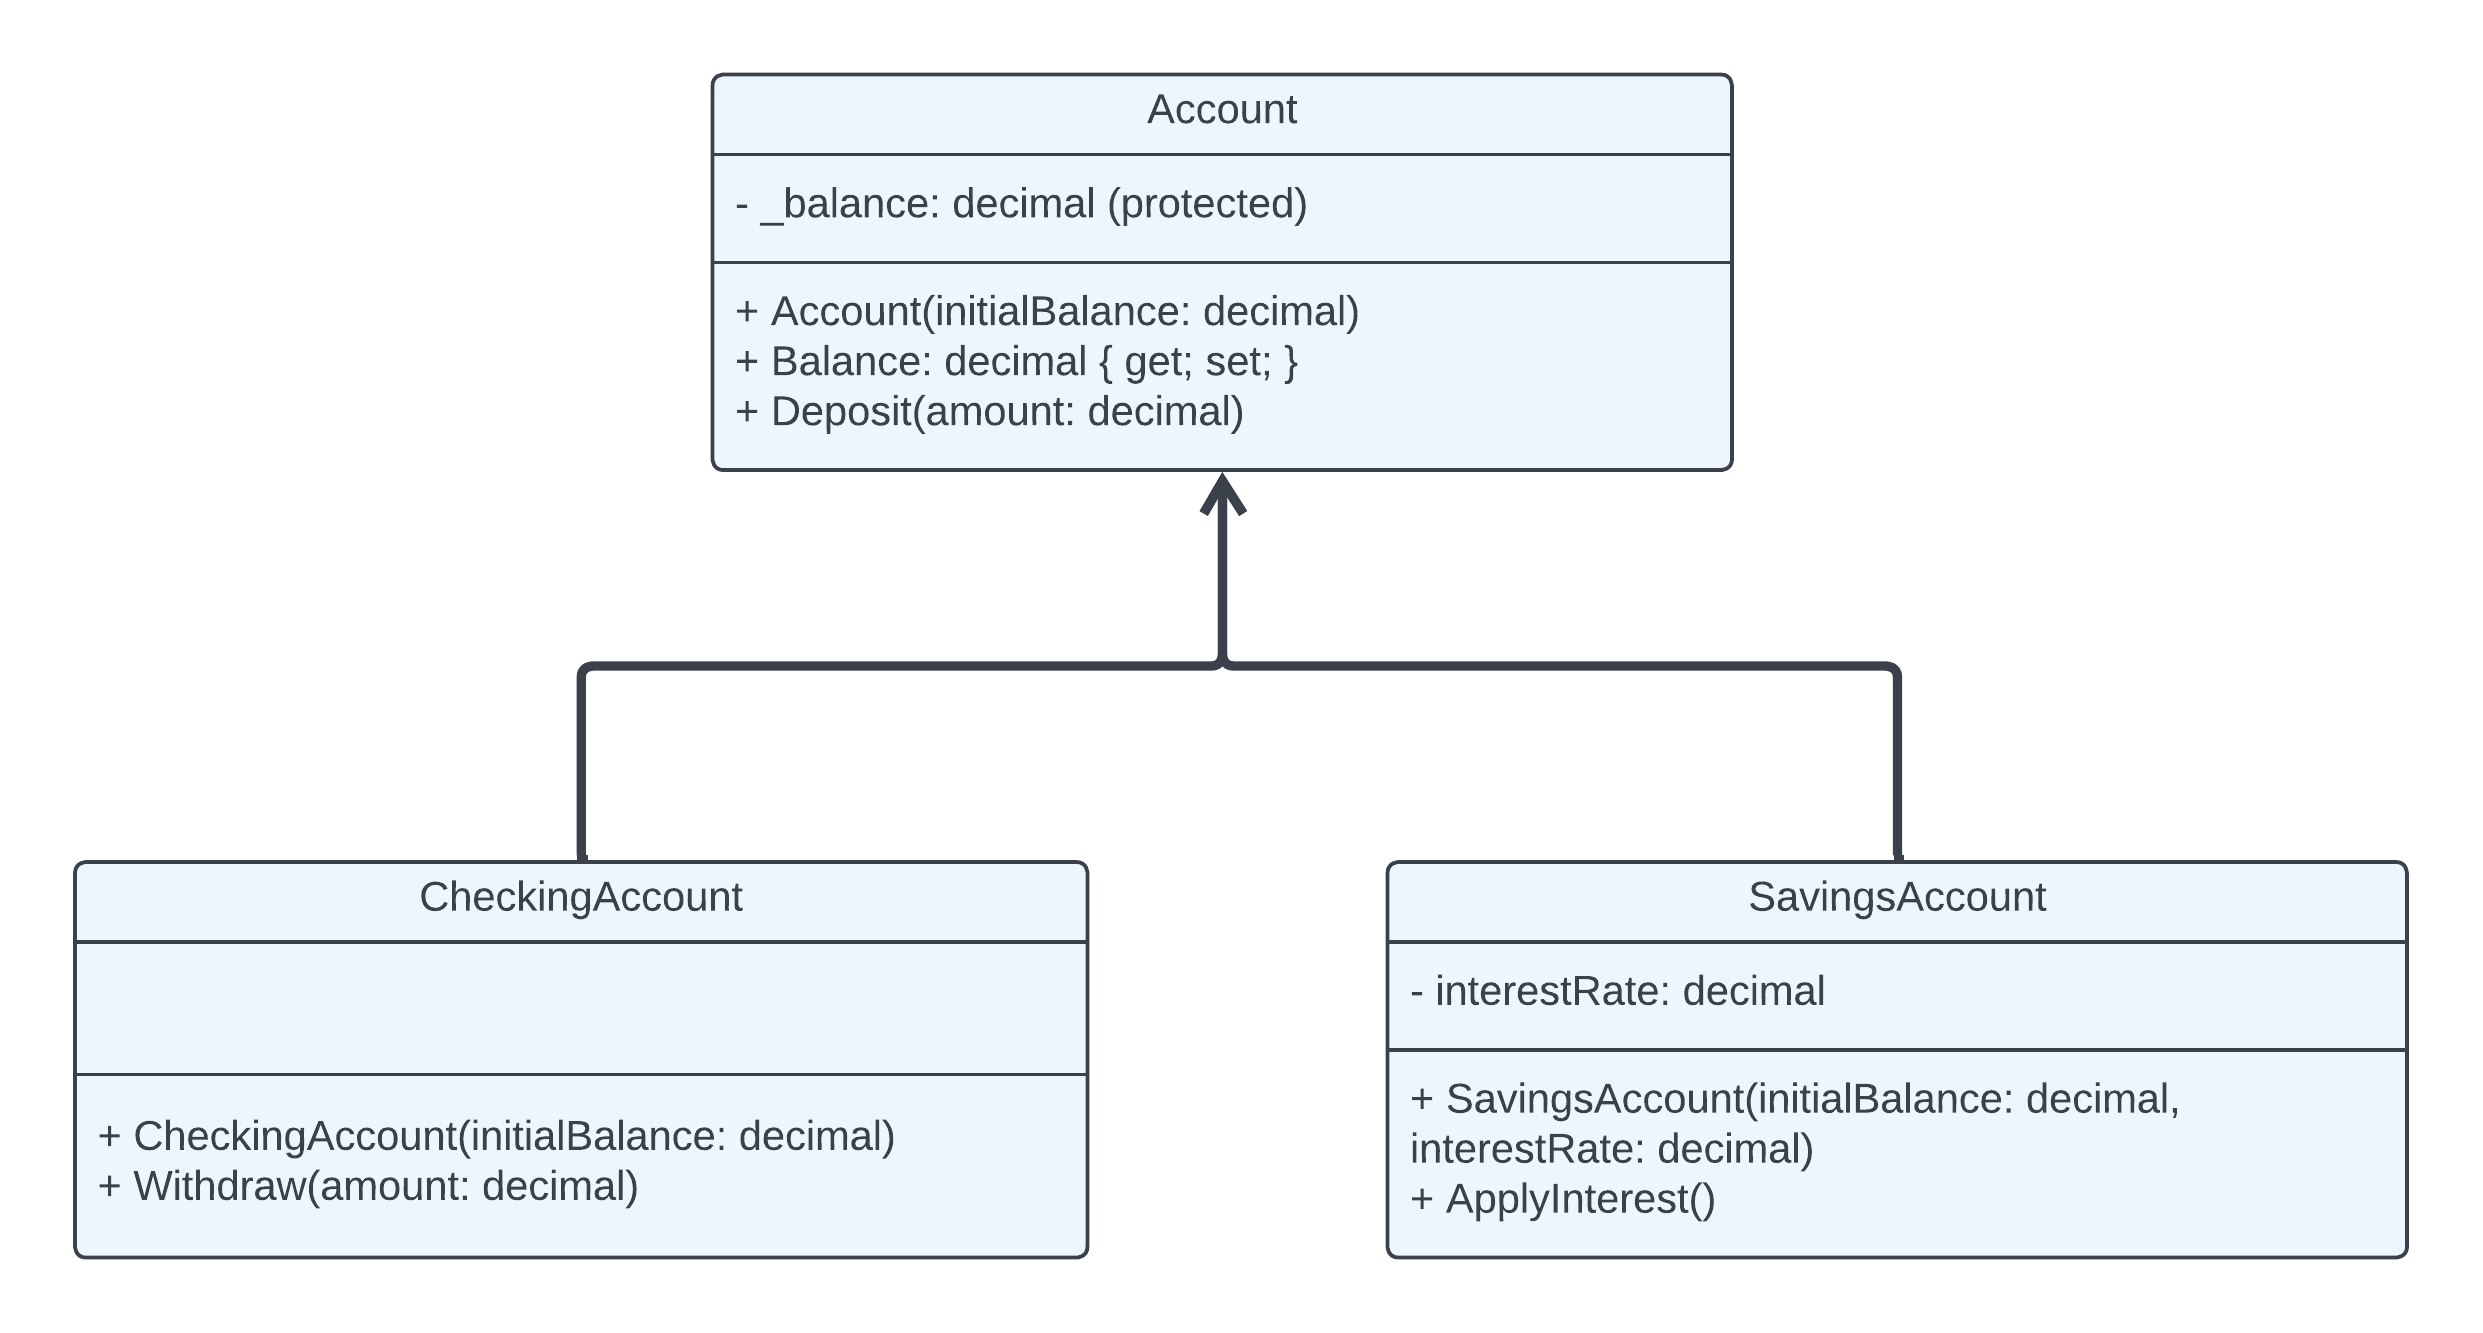 Account
- _balance: decimal (protected)
+ Account(initialBalance: decimal)
+ Balance: decimal { get; set; }
+ Deposit(amount: decimal)
CheckingAccount
+ CheckingAccount(initialBalance: decimal)
+ Withdraw(amount: decimal)
SavingsAccount
- interestRate: decimal
+ SavingsAccount(initialBalance: decimal,
interestRate: decimal)
+ ApplyInterest()